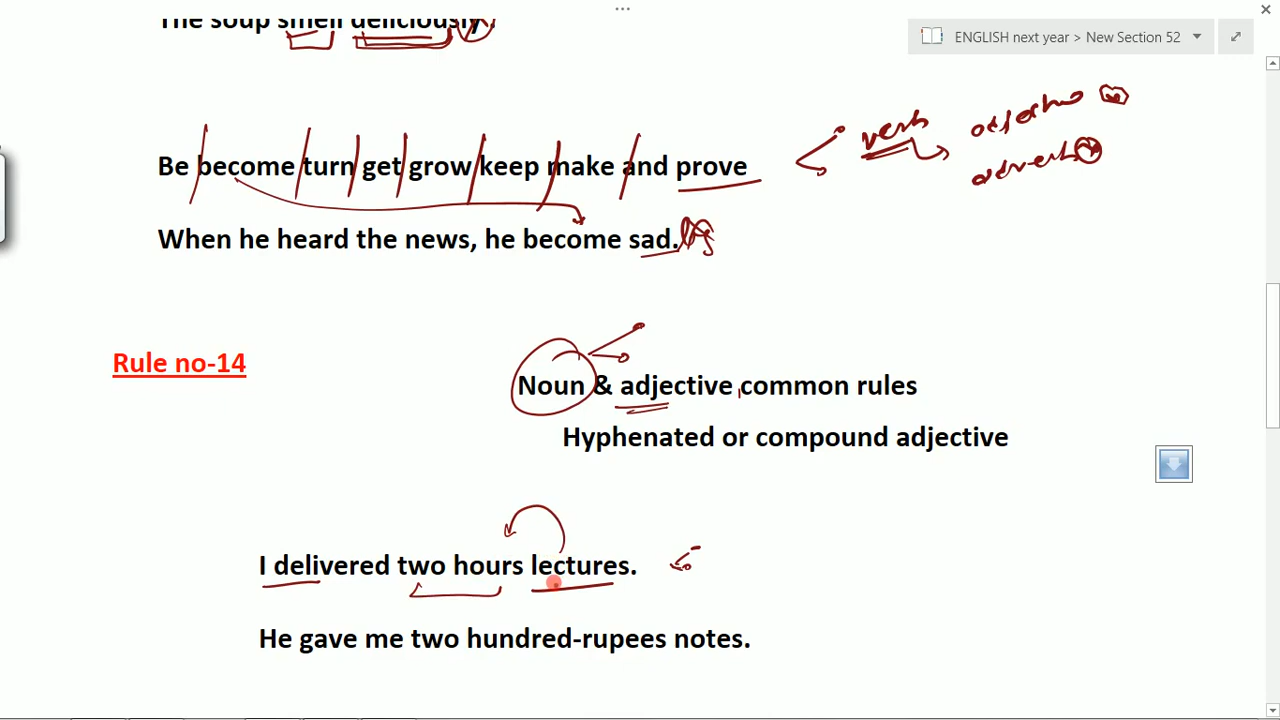 The soup smell deliciously.
ENGLISH next year > New Section 52
Be become turn get grow keep make and prove
verb
adverb
When he heard the news, he become sad.
Rule no-14
Noun & adjective common rules
Hyphenated or compound adjective
I delivered two hours lectures.
He gave me two hundred-rupees notes.